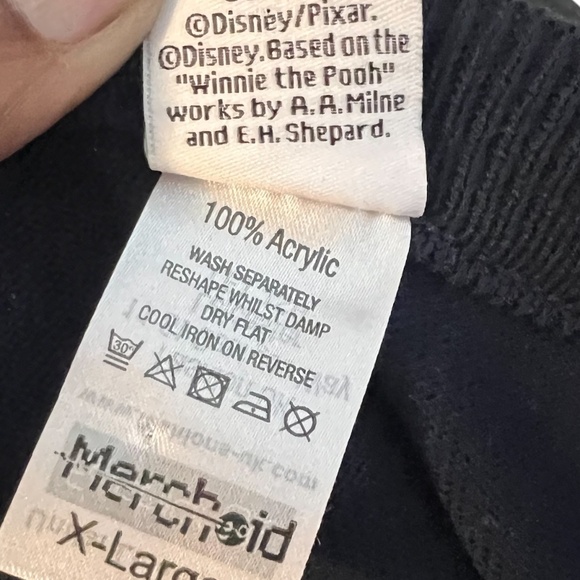 ©Disney/Pixar.
©Disney.Based on the
"Winnie the Pooh"
works by A.A.Milne
and E.H. Shepard.
100% Acrylic
WASH SEPARATELY
RESHAPE WHILST DAMP
DRY FLAT
COOL IRON ON REVERSE
30°
Merchoid
X-Large